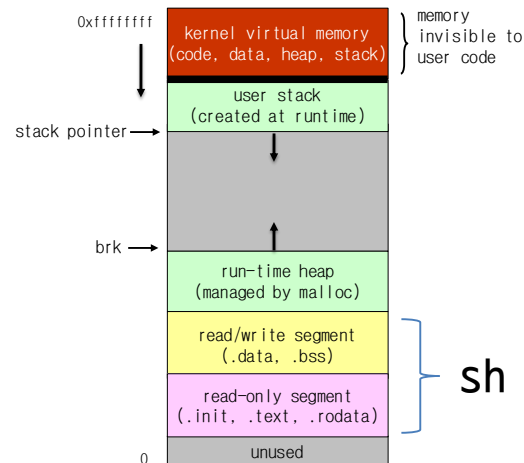 0xffffffff
kernel virtual memory
(code, data, heap, stack)
memory
invisible to
user code
user stack
(created at runtime)
stack pointer
brk
run-time heap
(managed by malloc)
read/write segment
(.data, .bss)
sh
read-only segment
(.init, .text, .rodata)
unused
0